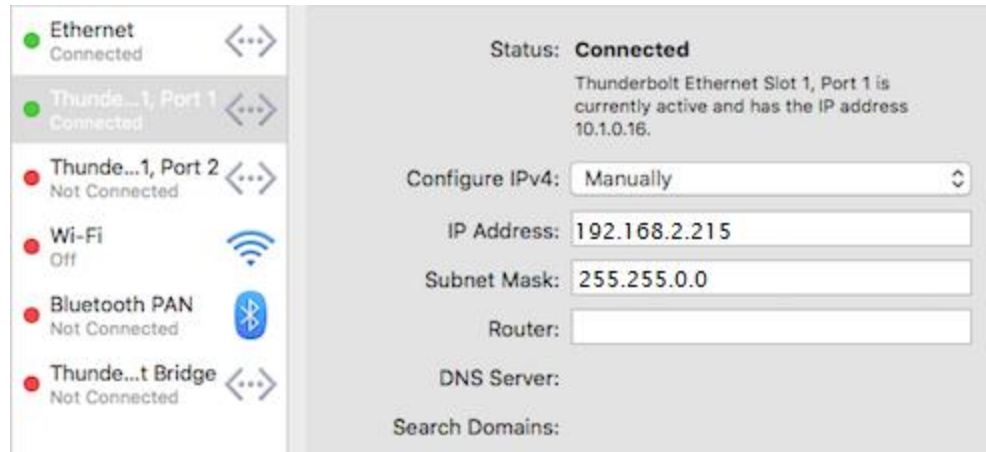 Ethernet
Connected
Thunde...1, Port 1
Connected
Thunde...1, Port 2
Not Connected
Wi-Fi
Off
Bluetooth PAN
Not Connected
Thunde...t Bridge
Not Connected
Status: Connected
Thunderbolt Ethernet Slot 1, Port 1 is
currently active and has the IP address
10.1.0.16.
Configure IPv4: Manually
IP Address: 192.168.2.215
Subnet Mask: 255.255.0.0
Router:
DNS Server:
Search Domains: